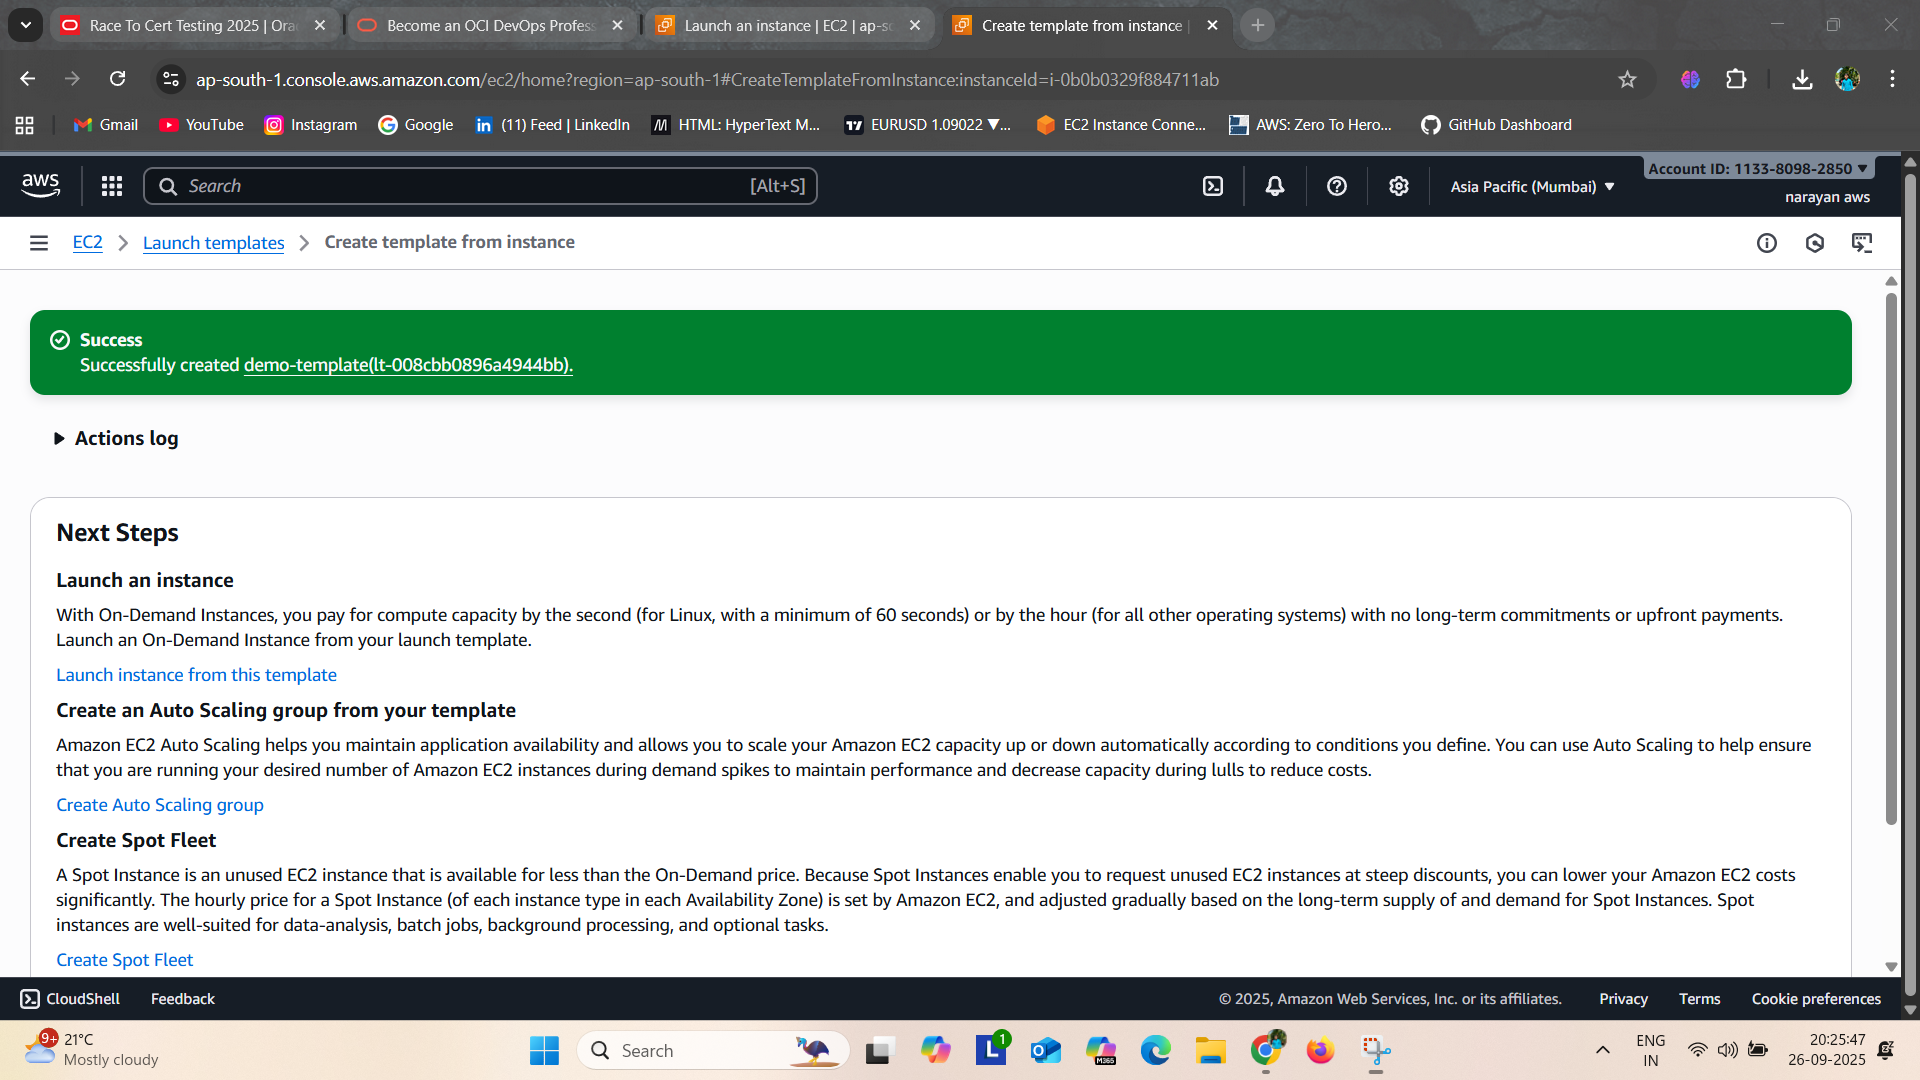 Race To Cert Testing 2025 | Ora
Become an OCI DevOps Profess
Launch an instance | EC2 | ap-so
Create template from instance |
ap-south-1.console.aws.amazon.com/ec2/home?region=ap-south-1#CreateTemplateFromInstance:instanceId=i-0b0b0329f884711ab
Gmail
YouTube
Instagram
Google
(11) Feed | LinkedIn
HTML: HyperText M...
EURUSD 1.09022 ▼...
EC2 Instance Conne...
AWS: Zero To Hero...
GitHub Dashboard
aws
Search
[Alt+S]
Asia Pacific (Mumbai) ▼
Account ID: 1133-8098-2850 ▼
narayan aws
EC2
Launch templates
Create template from instance
Success
Successfully created demo-template(lt-008cbb0896a4944bb).
Actions log
Next Steps
Launch an instance
With On-Demand Instances, you pay for compute capacity by the second (for Linux, with a minimum of 60 seconds) or by the hour (for all other operating systems) with no long-term commitments or upfront payments.
Launch an On-Demand Instance from your launch template.
Launch instance from this template
Create an Auto Scaling group from your template
Amazon EC2 Auto Scaling helps you maintain application availability and allows you to scale your Amazon EC2 capacity up or down automatically according to conditions you define. You can use Auto Scaling to help ensure
that you are running your desired number of Amazon EC2 instances during demand spikes to maintain performance and decrease capacity during lulls to reduce costs.
Create Auto Scaling group
Create Spot Fleet
A Spot Instance is an unused EC2 instance that is available for less than the On-Demand price. Because Spot Instances enable you to request unused EC2 instances at steep discounts, you can lower your Amazon EC2 costs
significantly. The hourly price for a Spot Instance (of each instance type in each Availability Zone) is set by Amazon EC2, and adjusted gradually based on the long-term supply of and demand for Spot Instances. Spot
instances are well-suited for data-analysis, batch jobs, background processing, and optional tasks.
Create Spot Fleet
CloudShell
Feedback
© 2025, Amazon Web Services, Inc. or its affiliates.
Privacy
Terms
Cookie preferences
9+
21°C
Mostly cloudy
Search
L
1
M365
ENG
IN
20:25:47
26-09-2025